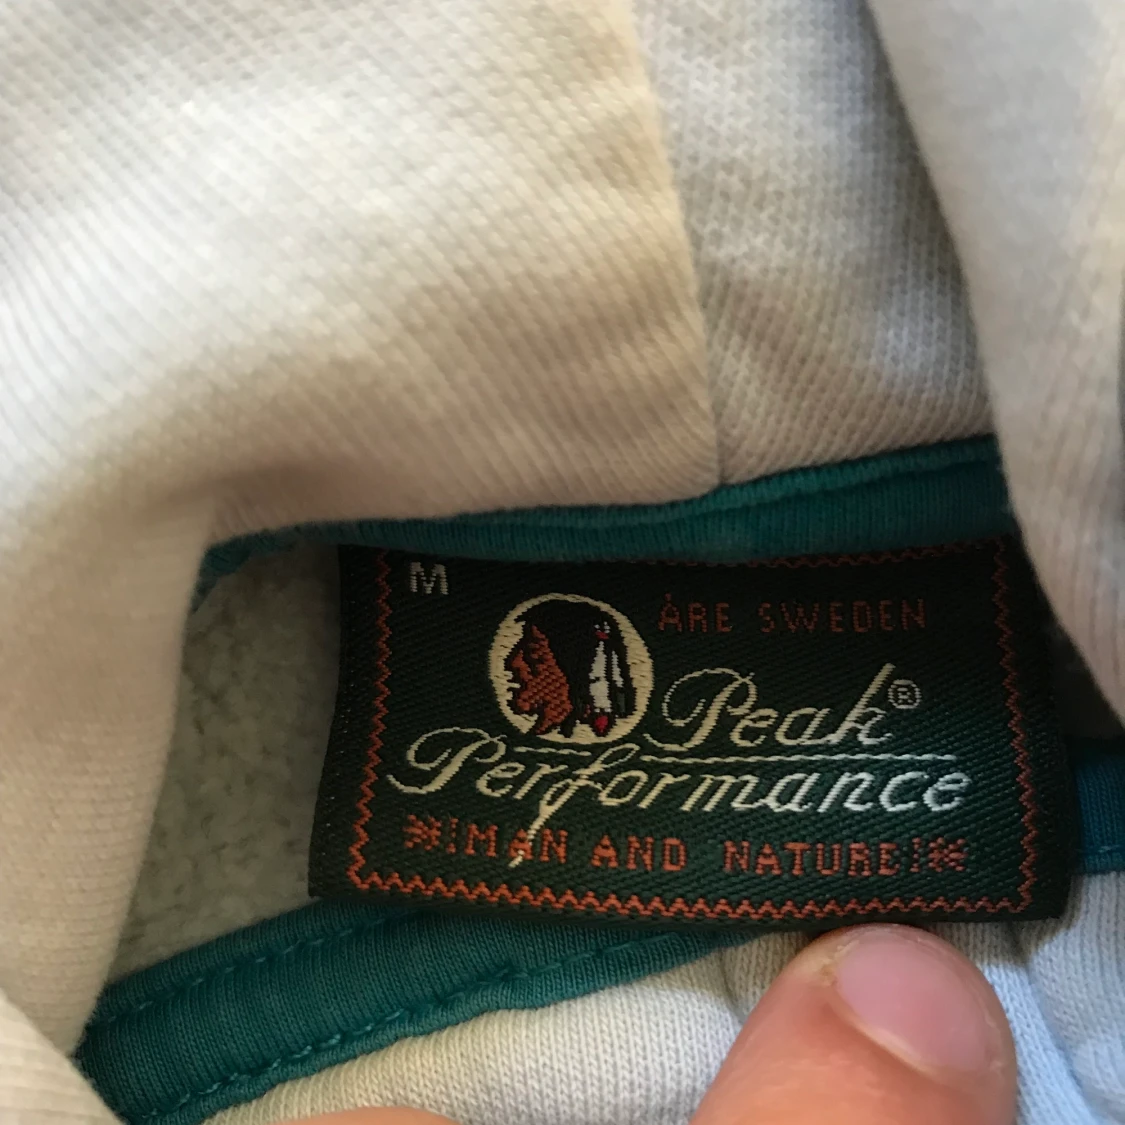 M
ÅRE SWEDEN
Peak®
Performance
MAN AND NATURE